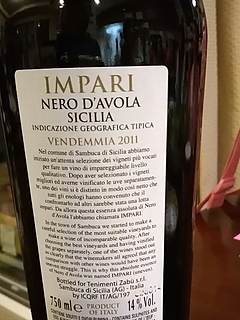 IMPARI
NERO D'AVOLA
SICILIA
INDICAZIONE GEOGRAFICA TIPICA
VENDEMMIA 2011
Nel comune di Sambuca di Sicilia abbiamo
iniziato un'attenta selezione dei vigneti più vocati
per fare un vino di impareggiabile livello
qualitativo. Dopo aver selezionato i vigneti
migliori ed averne vinificato le uve separatamen-
te, uno dei vini si è distinto in modo così netto che
tutti gli enologi hanno convenuto che il
confrontarlo ad altri sarebbe stata una lotta
impari. Da allora questa essenza assoluta di Nero
d'Avola l'abbiamo chiamata IMPARI.
In the town of Sambuca we started to make a
careful selection of the most suitable vineyards to
make a wine of incomparable quality. After
choosing the best vineyards and having vinified
the grapes separately, one of the wines stood out
so clearly that the winemakers all agreed that any
comparison with other wines would have been an
uneven struggle. This is why this absolute essence
of Nero d'Avola was named IMPARI (uneven)
Bottled for Tenimenti Zabù s.r.l.
Sambuca di Sicilia (AG) - Italia
by ICQRF IT/AG/197
750 ml e PRODUCT OF ITALY 14% Vol.